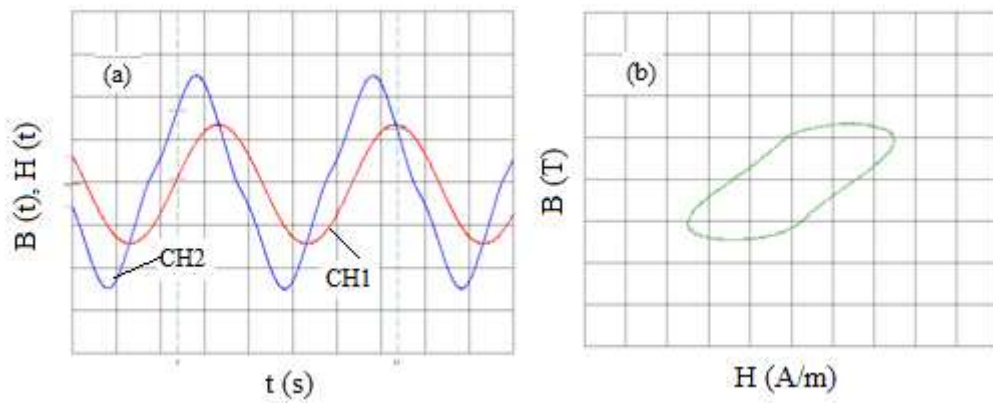 (a)
B (t), H (t)
CH2
CH1
t (s)
(b)
B (T)
H (A/m)